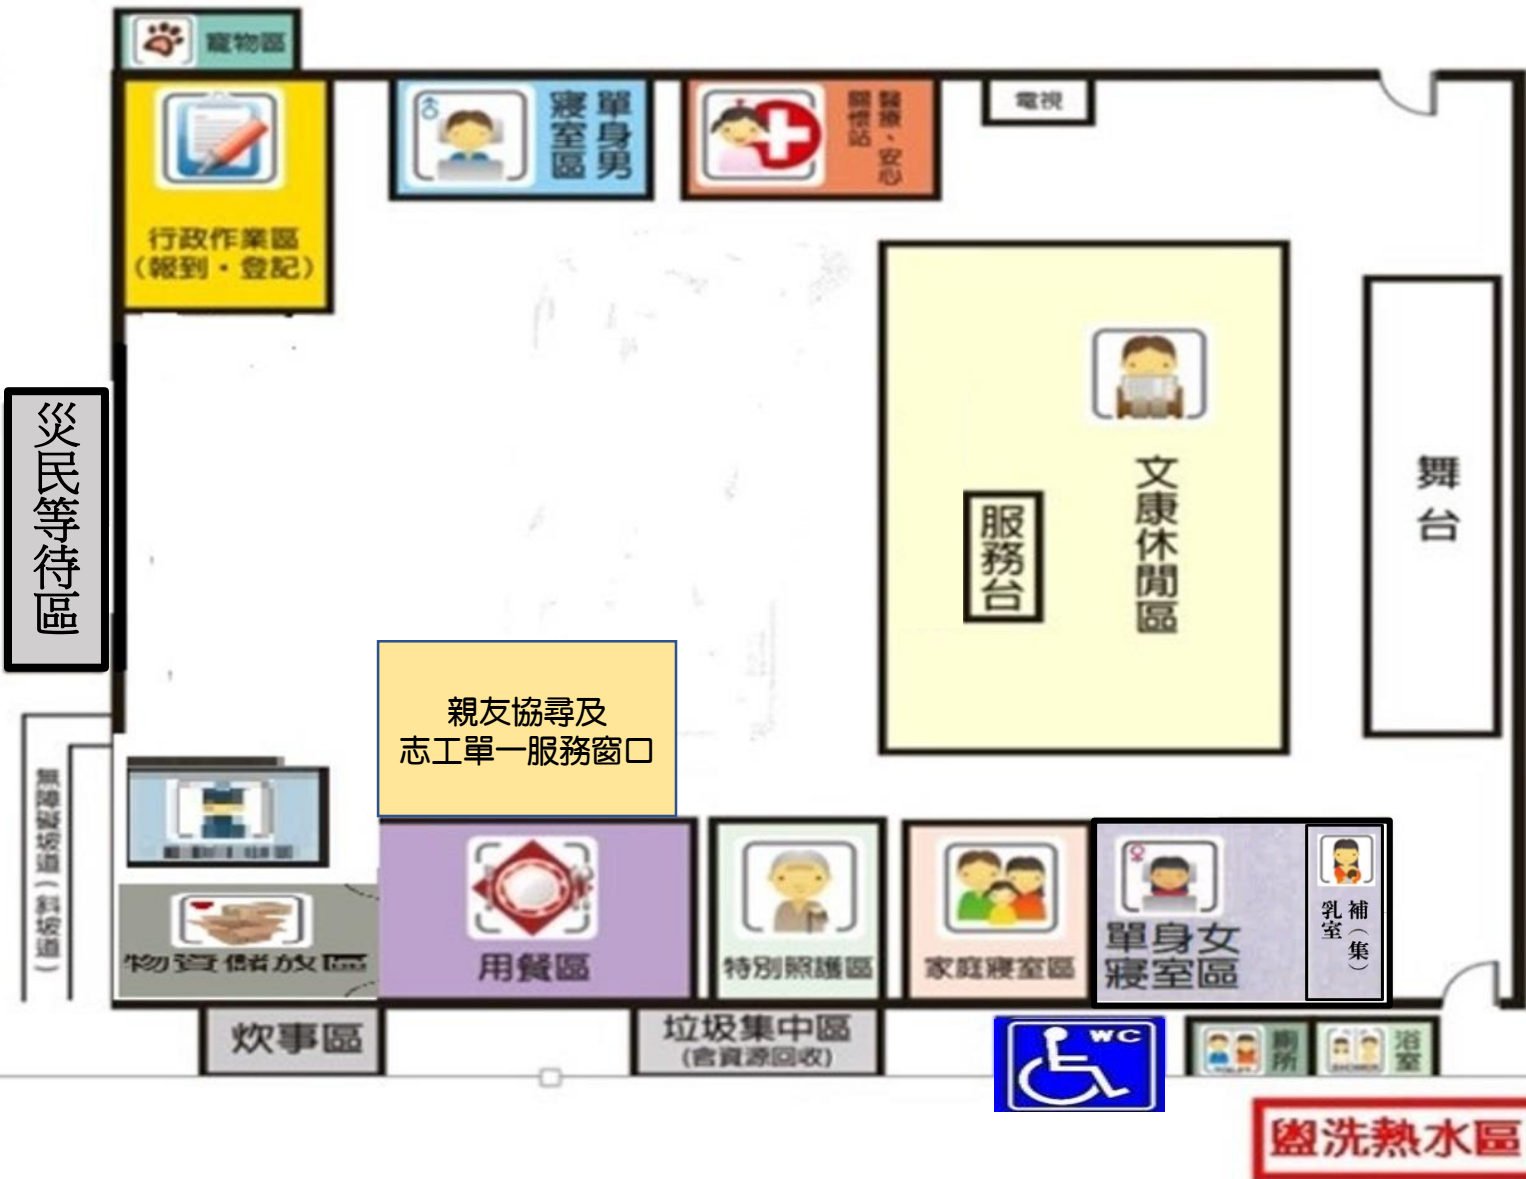 寵物區
行政作業區
（報到・登記）
單身男
寢室區
醫療、安心
關懷站
電視
災民等待區
文康休閒區
服務台
舞台
親友協尋及
志工單一服務窗口
無障礙坡道（斜坡道）
物資儲放區
用餐區
特別照護區
家庭寢室區
單身女
寢室區
補（集）
乳室
炊事區
垃圾集中區
(含資源回收)
WC
廁所
TOILET
浴室
SHOWER
盥洗熱水區